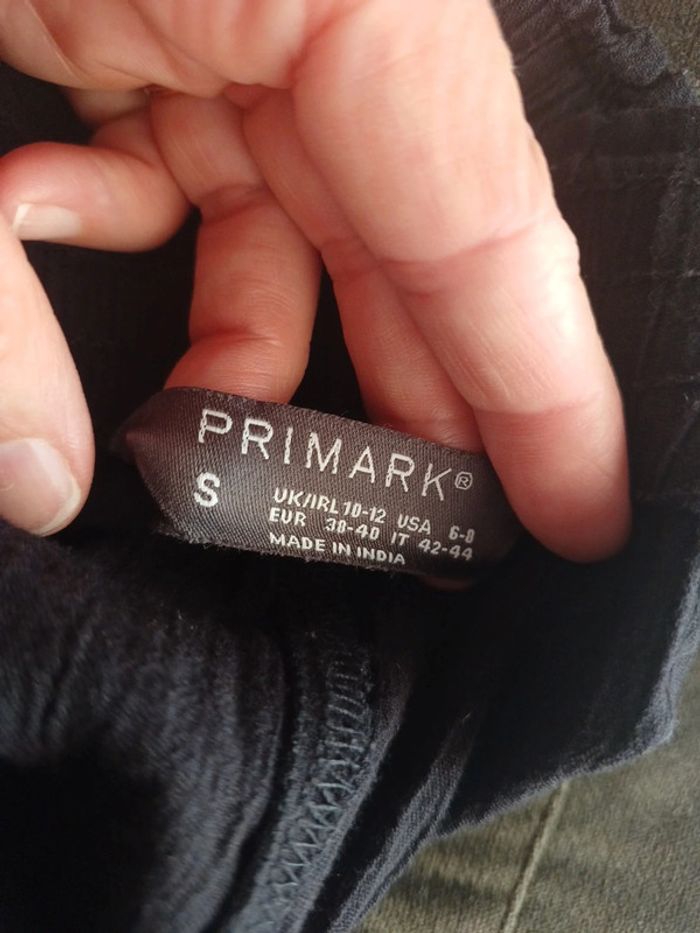 PRIMARK®
S
UK/IRL 10-12 USA 6-8
EUR 38-40 IT 42-44
MADE IN INDIA